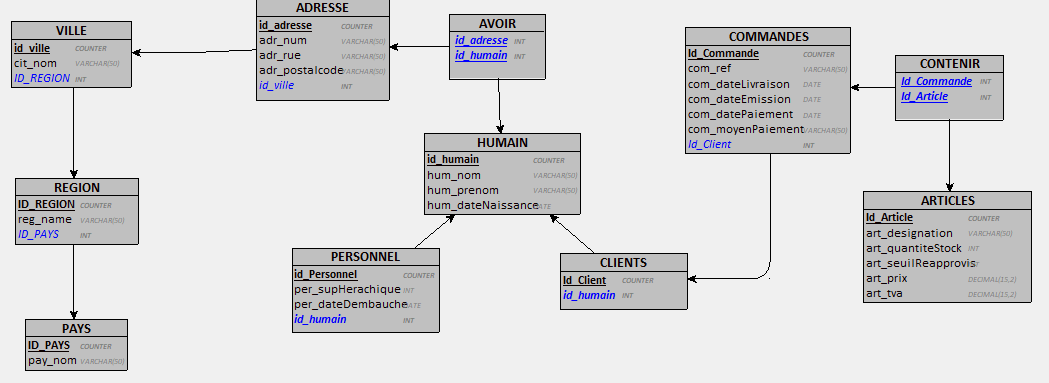 VILLE
id_ville COUNTER
cit_nom VARCHAR(50)
ID_REGION INT
ADRESSE
id_adresse COUNTER
adr_num VARCHAR(50)
adr_rue VARCHAR(50)
adr_postalcode VARCHAR(50)
id_ville INT
AVOIR
id_adresse INT
id_humain INT
COMMANDES
Id_Commande COUNTER
com_ref VARCHAR(50)
com_dateLivraison DATE
com_dateEmission DATE
com_datePaiement DATE
com_moyenPaiement VARCHAR(50)
Id_Client INT
CONTENIR
Id_Commande INT
Id_Article INT
HUMAIN
id_humain COUNTER
hum_nom VARCHAR(50)
hum_prenom VARCHAR(50)
hum_dateNaissance DATE
REGION
ID_REGION COUNTER
reg_name VARCHAR(50)
ID_PAYS INT
ARTICLES
Id_Article COUNTER
art_designation VARCHAR(50)
art_quantiteStock INT
art_seuilReapprovis
art_prix DECIMAL(15,2)
art_tva DECIMAL(15,2)
PERSONNEL
id_Personnel COUNTER
per_supHerachique INT
per_dateDembauche DATE
id_humain INT
CLIENTS
Id_Client COUNTER
id_humain INT
PAYS
ID_PAYS COUNTER
pay_nom VARCHAR(50)